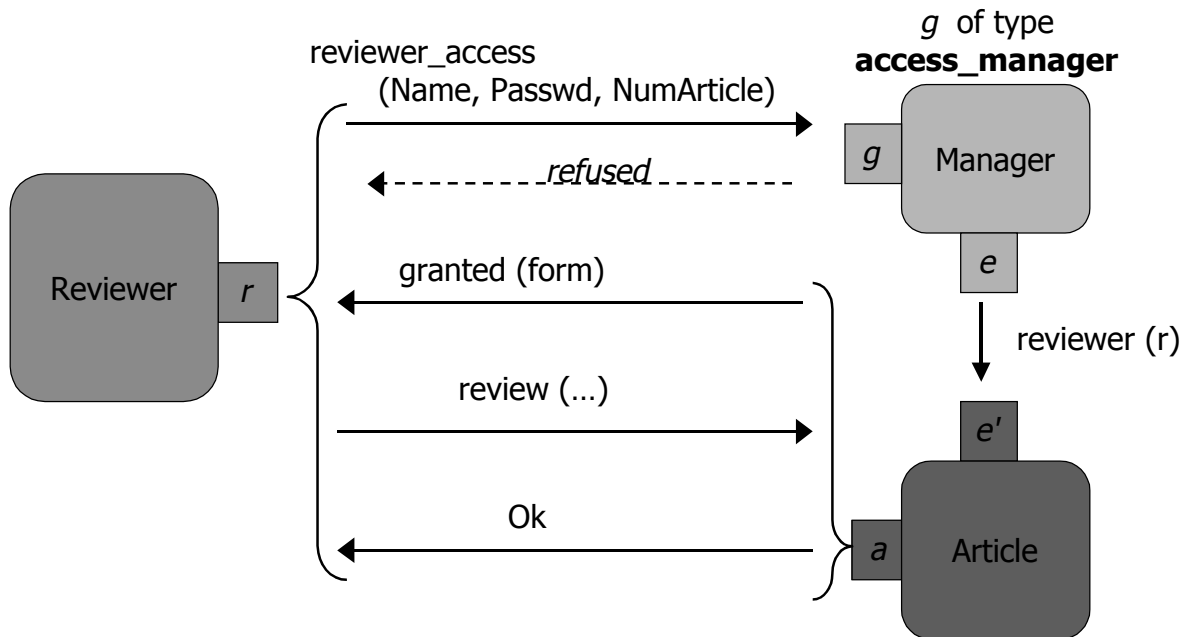 g of type
access_manager
reviewer_access
(Name, Passwd, NumArticle)
g
Manager
refused
Reviewer
r
granted (form)
e
reviewer (r)
review (...)
e'
Ok
a
Article